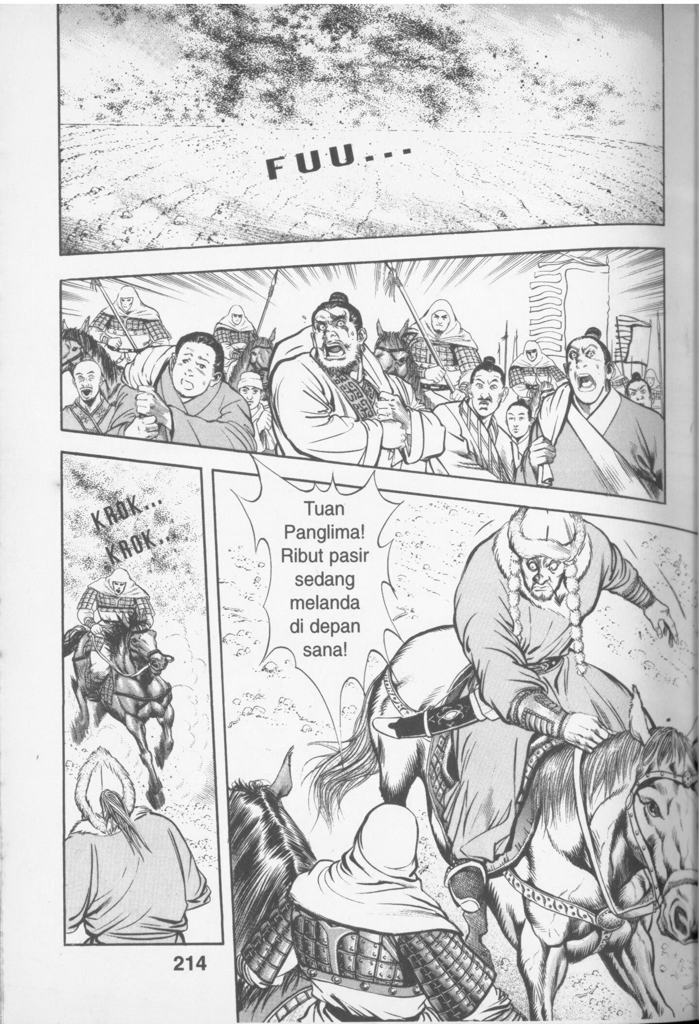 FUU...
KROK...
KROK..
Tuan
Panglima!
Ribut pasir
sedang
melanda
di depan
sana!
214